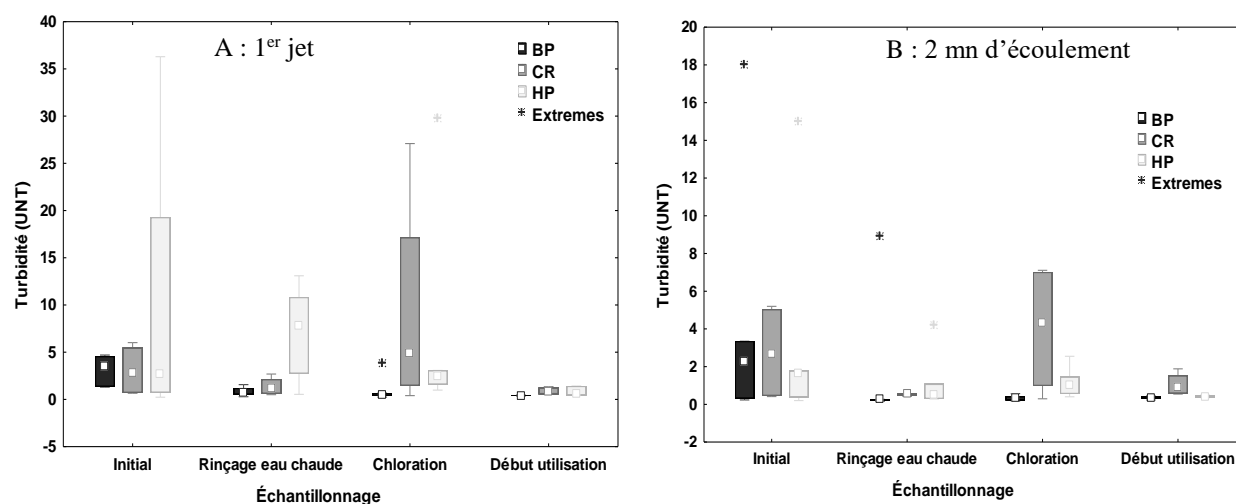 A : 1er jet
BP
CR
HP
Extremes
Turbidité (UNT)
40
35
30
25
20
15
10
5
0
-5
Initial
Rinçage eau chaude
Chloration
Début utilisation
Échantillonnage
B : 2 mn d’écoulement
BP
CR
HP
Extremes
Turbidité (UNT)
20
18
16
14
12
10
8
6
4
2
0
-2
Initial
Rinçage eau chaude
Chloration
Début utilisation
Échantillonnage